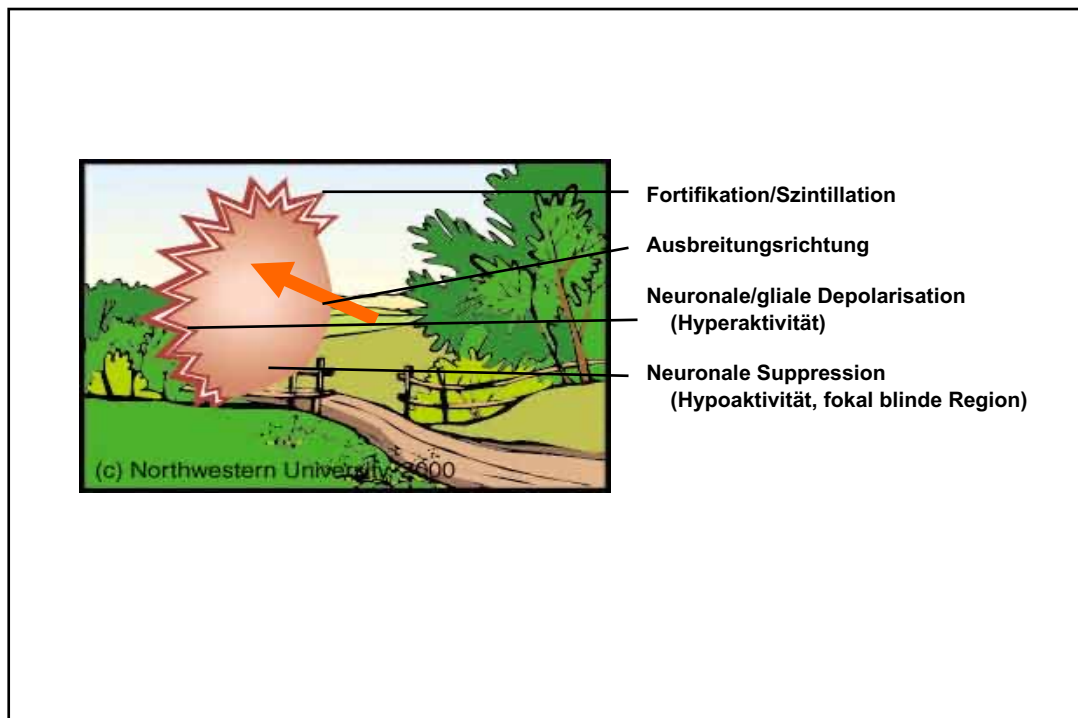 Fortifikation/Szintillation
Ausbreitungsrichtung
Neuronale/gliale Depolarisation
(Hyperaktivität)
Neuronale Suppression
(Hypoaktivität, fokal blinde Region)
(c) Northwestern University, 2000